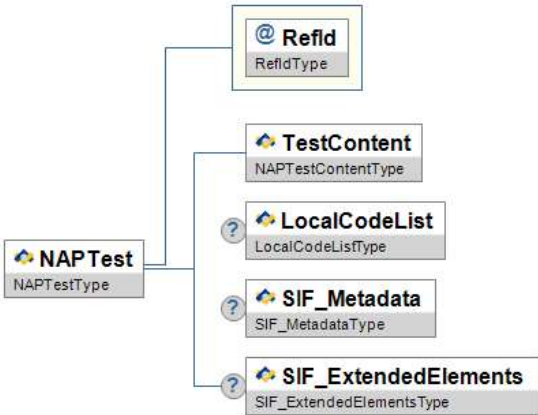 @ RefId
RefIdType
TestContent
NAPTestContentType
? LocalCodeList
LocalCodeListType
NAPTest
NAPTestType
? SIF_Metadata
SIF_MetadataType
? SIF_ExtendedElements
SIF_ExtendedElementsType